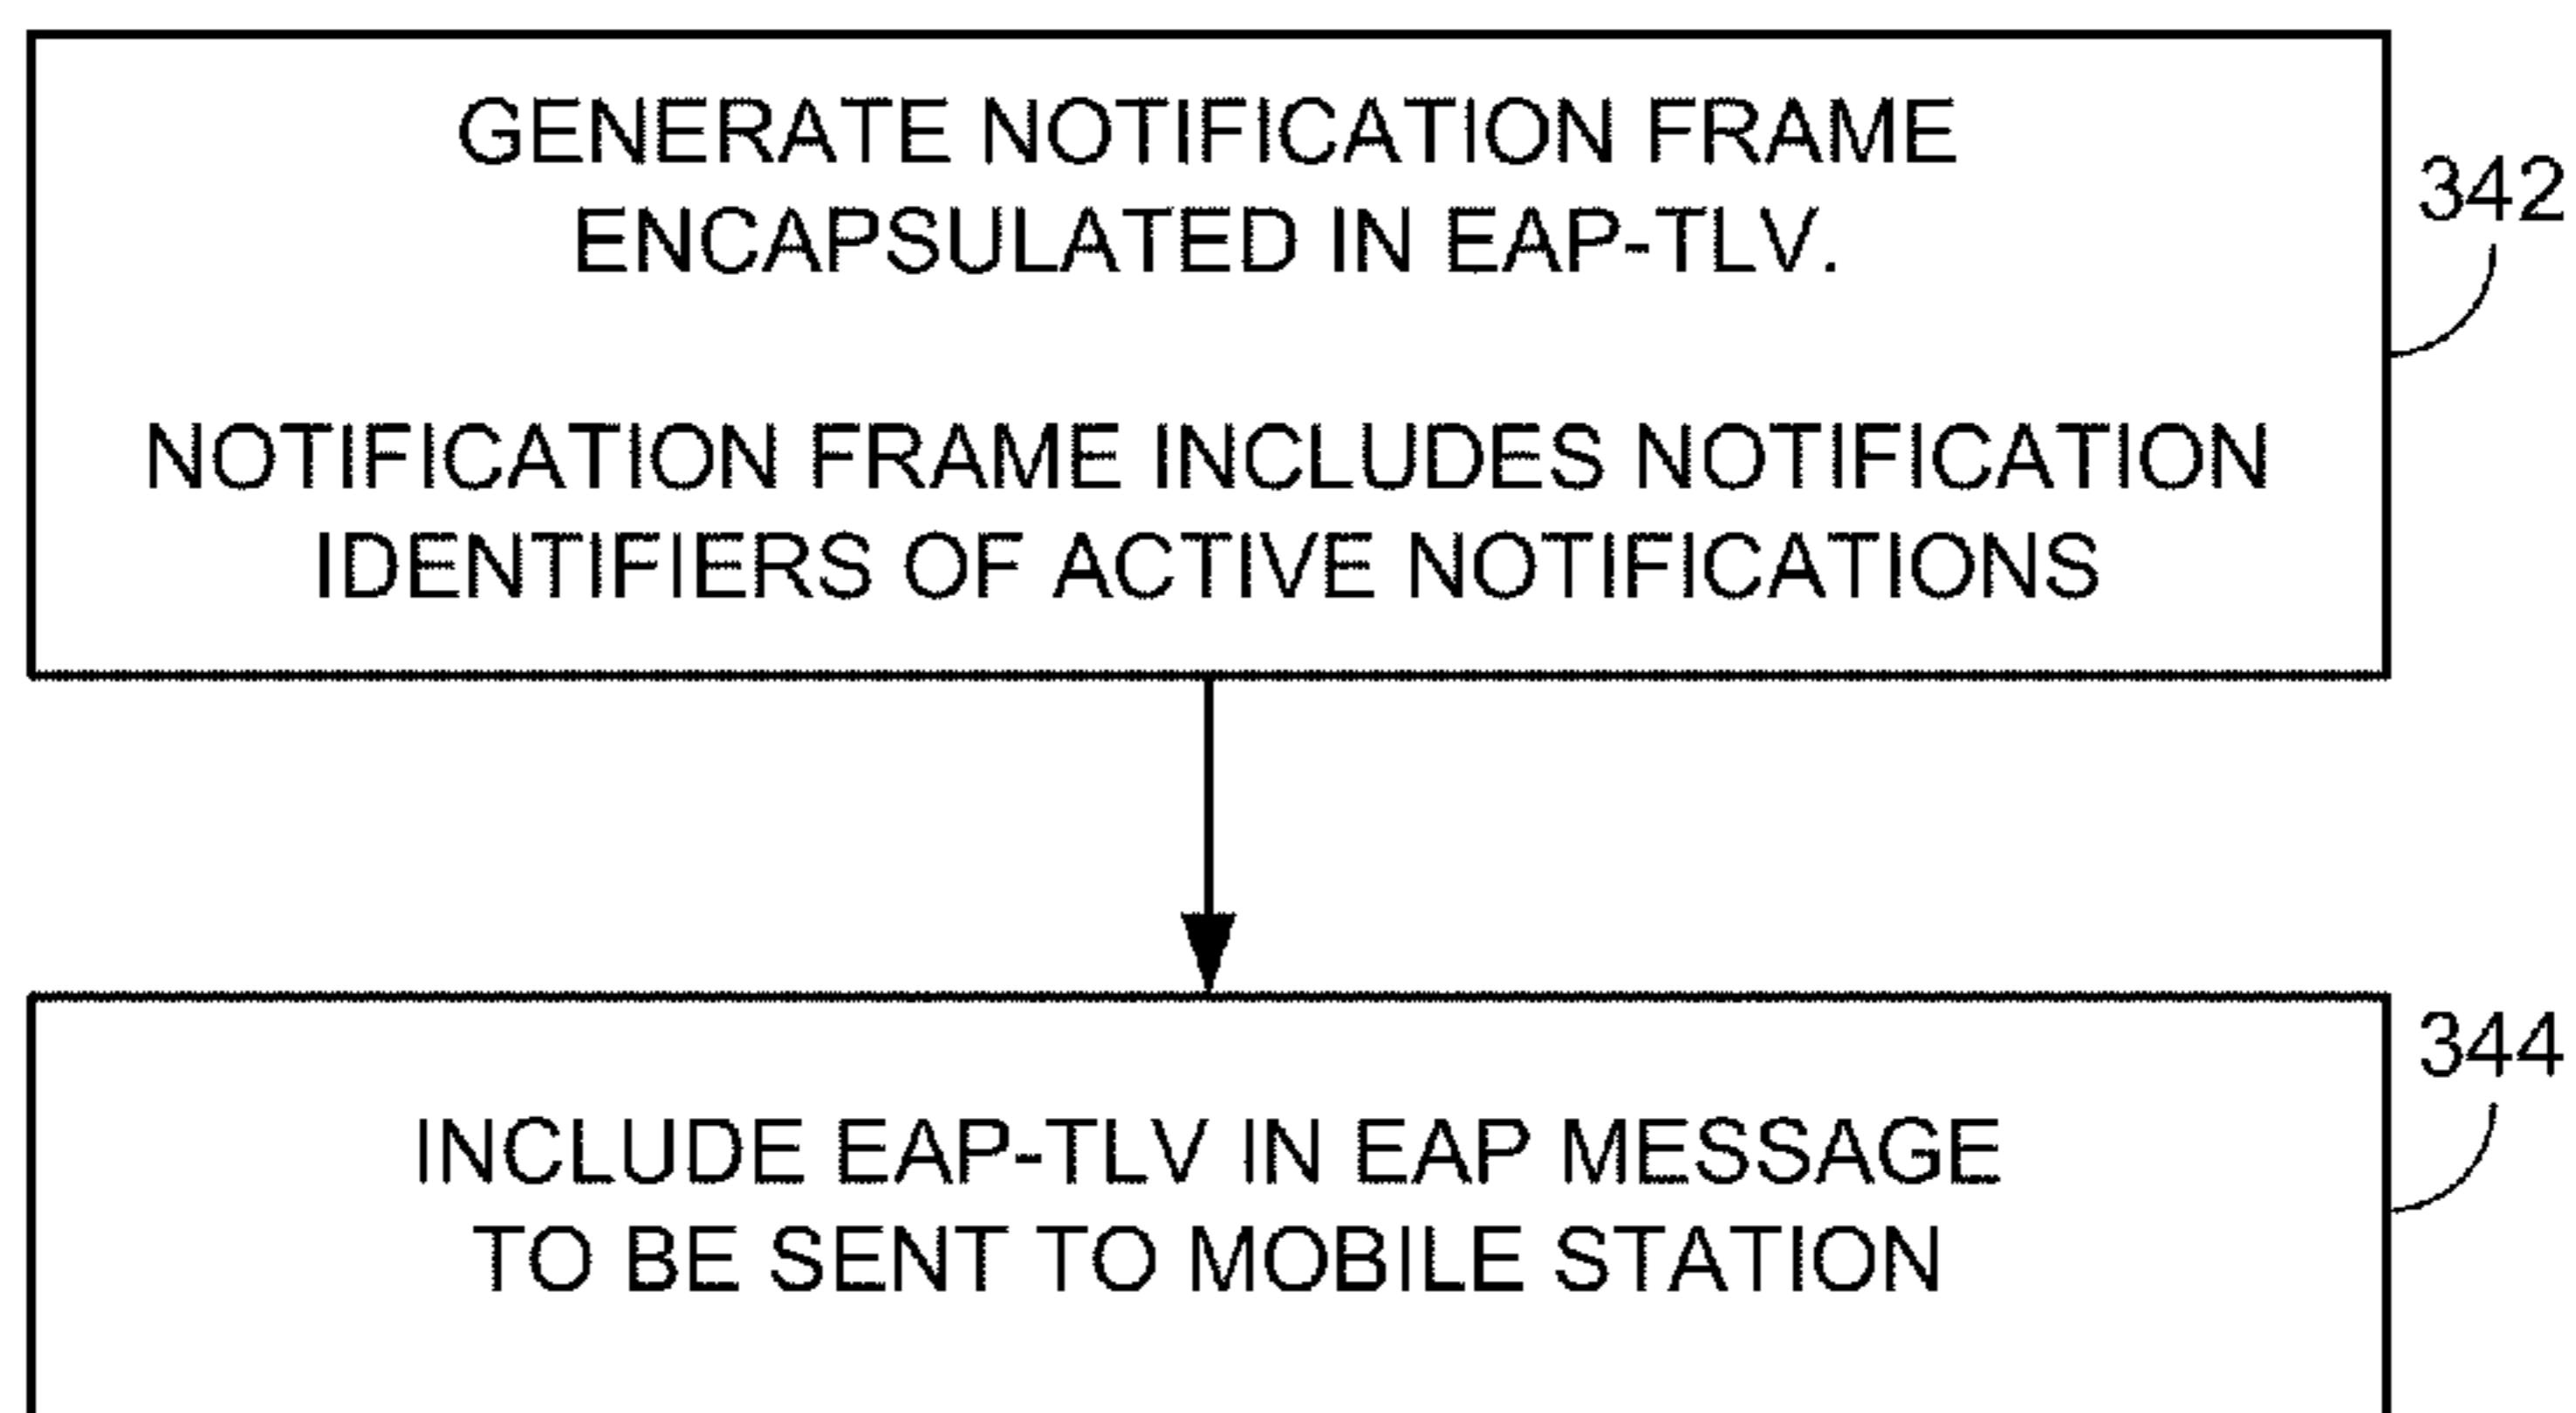 GENERATE NOTIFICATION FRAME
ENCAPSULATED IN EAP-TLV.
342
NOTIFICATION FRAME INCLUDES NOTIFICATION
IDENTIFIERS OF ACTIVE NOTIFICATIONS
344
INCLUDE EAP-TLV IN EAP MESSAGE
TO BE SENT TO MOBILE STATION